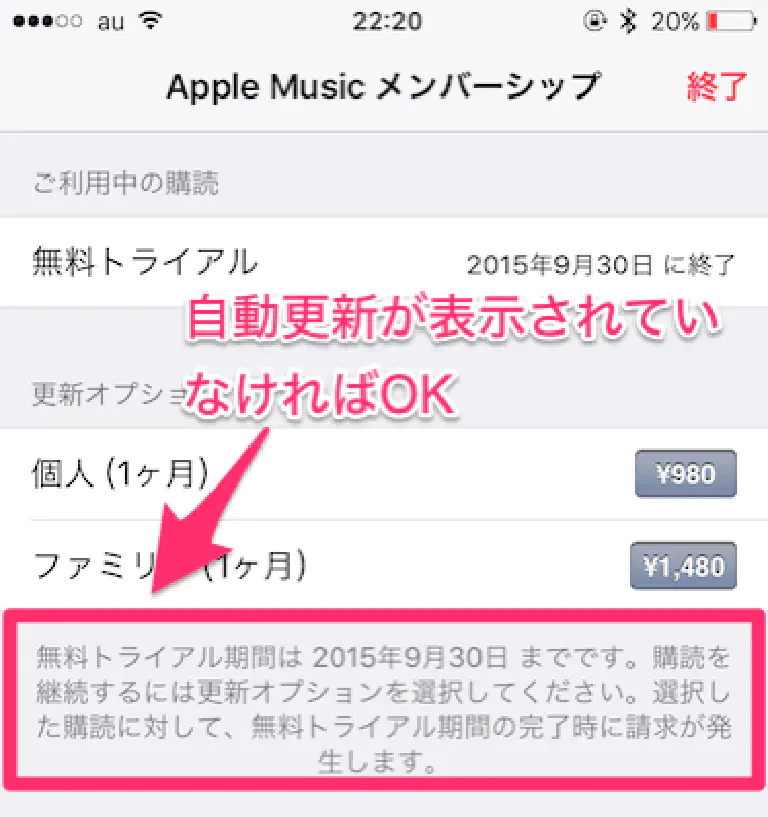 au 22:20 20%
Apple Music メンバーシップ 終了
ご利用中の購読
無料トライアル 2015年9月30日 に終了
自動更新が表示されてい
なければOK
更新オプショ
個人 (1ヶ月) ¥980
ファミリ (1ヶ月) ¥1,480
無料トライアル期間は 2015年9月30日 までです。購読を
継続するには更新オプションを選択してください。選択し
た購読に対して、無料トライアル期間の完了時に請求が発
生します。